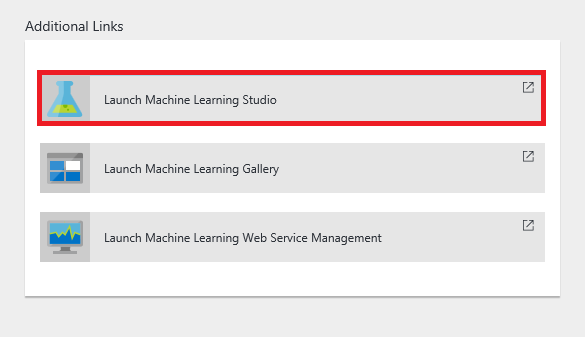 Additional Links
Launch Machine Learning Studio
Launch Machine Learning Gallery
Launch Machine Learning Web Service Management